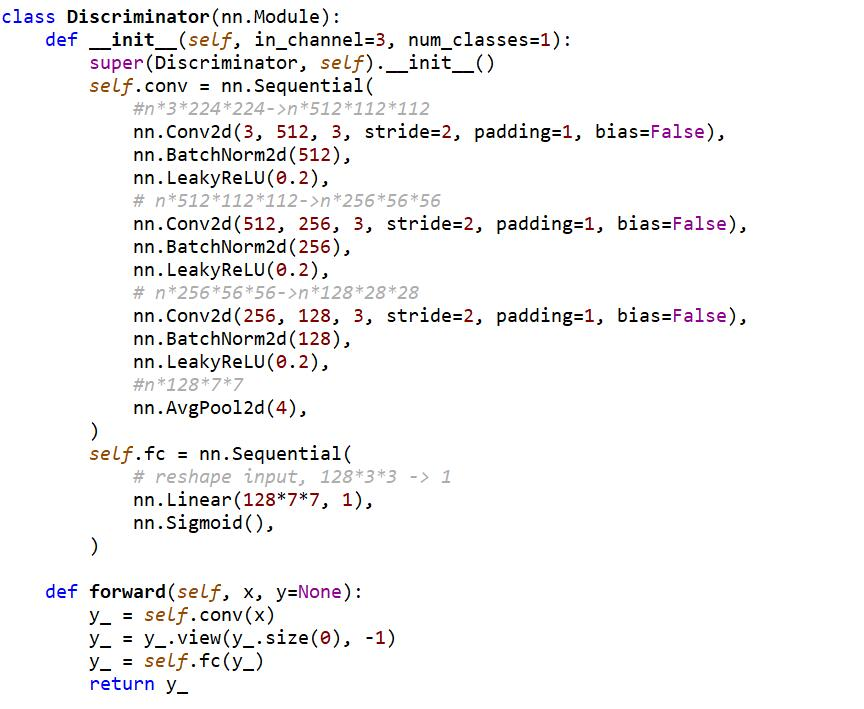 class Discriminator(nn.Module):
    def __init__(self, in_channel=3, num_classes=1):
        super(Discriminator, self).__init__()
        self.conv = nn.Sequential(
            #n*3*224*224->n*512*112*112
            nn.Conv2d(3, 512, 3, stride=2, padding=1, bias=False),
            nn.BatchNorm2d(512),
            nn.LeakyReLU(0.2),
            # n*512*112*112->n*256*56*56
            nn.Conv2d(512, 256, 3, stride=2, padding=1, bias=False),
            nn.BatchNorm2d(256),
            nn.LeakyReLU(0.2),
            # n*256*56*56->n*128*28*28
            nn.Conv2d(256, 128, 3, stride=2, padding=1, bias=False),
            nn.BatchNorm2d(128),
            nn.LeakyReLU(0.2),
            #n*128*7*7
            nn.AvgPool2d(4),
        )
        self.fc = nn.Sequential(
            # reshape input, 128*3*3 -> 1
            nn.Linear(128*7*7, 1),
            nn.Sigmoid(),
        )

    def forward(self, x, y=None):
        y_ = self.conv(x)
        y_ = y_.view(y_.size(0), -1)
        y_ = self.fc(y_)
        return y_